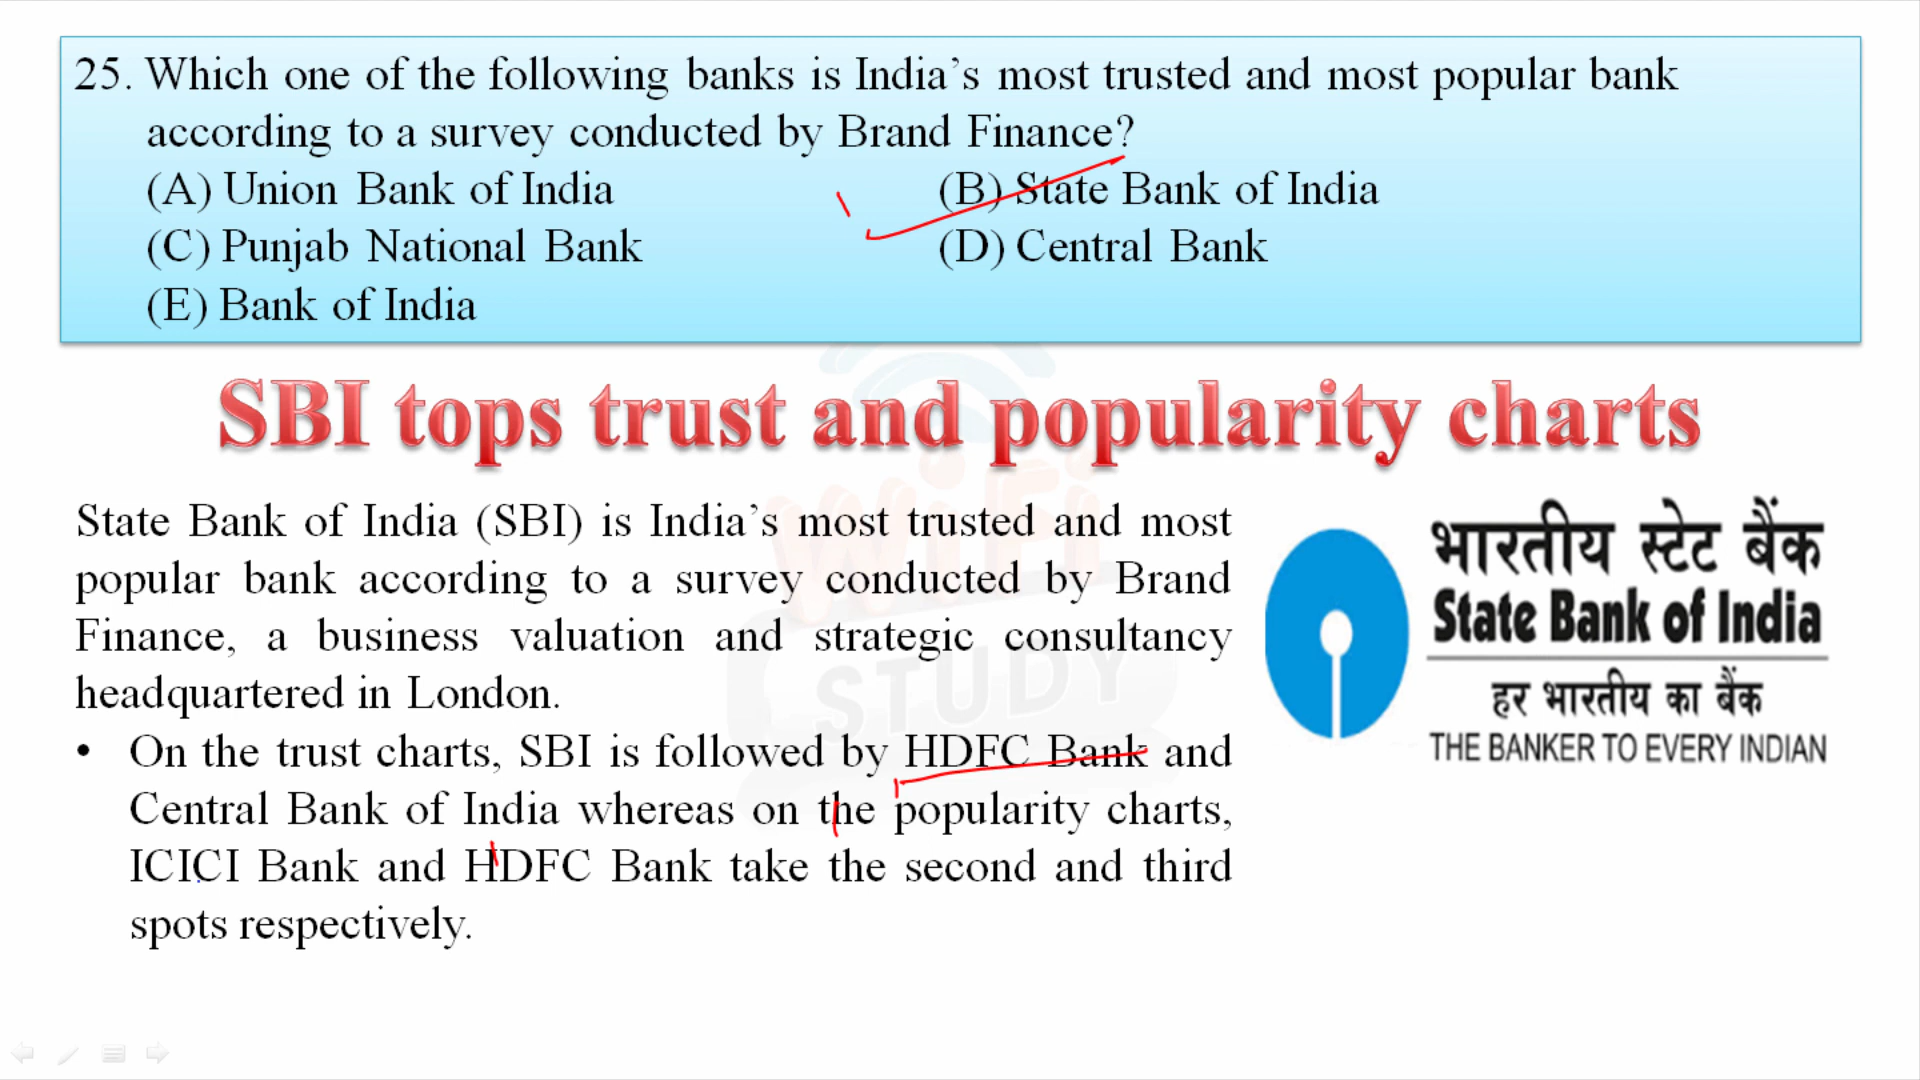 25. Which one of the following banks is India's most trusted and most popular bank
according to a survey conducted by Brand Finance?
(A) Union Bank of India (B) State Bank of India
(C) Punjab National Bank (D) Central Bank
(E) Bank of India
SBI tops trust and popularity charts
State Bank of India (SBI) is India's most trusted and most
popular bank according to a survey conducted by Brand
Finance, a business valuation and strategic consultancy
headquartered in London.
• On the trust charts, SBI is followed by HDFC Bank and
Central Bank of India whereas on the popularity charts,
ICICI Bank and HDFC Bank take the second and third
spots respectively.
भारतीय स्टेट बैंक
State Bank of India
हर भारतीय का बैंक
THE BANKER TO EVERY INDIAN
WiFi
STUDY